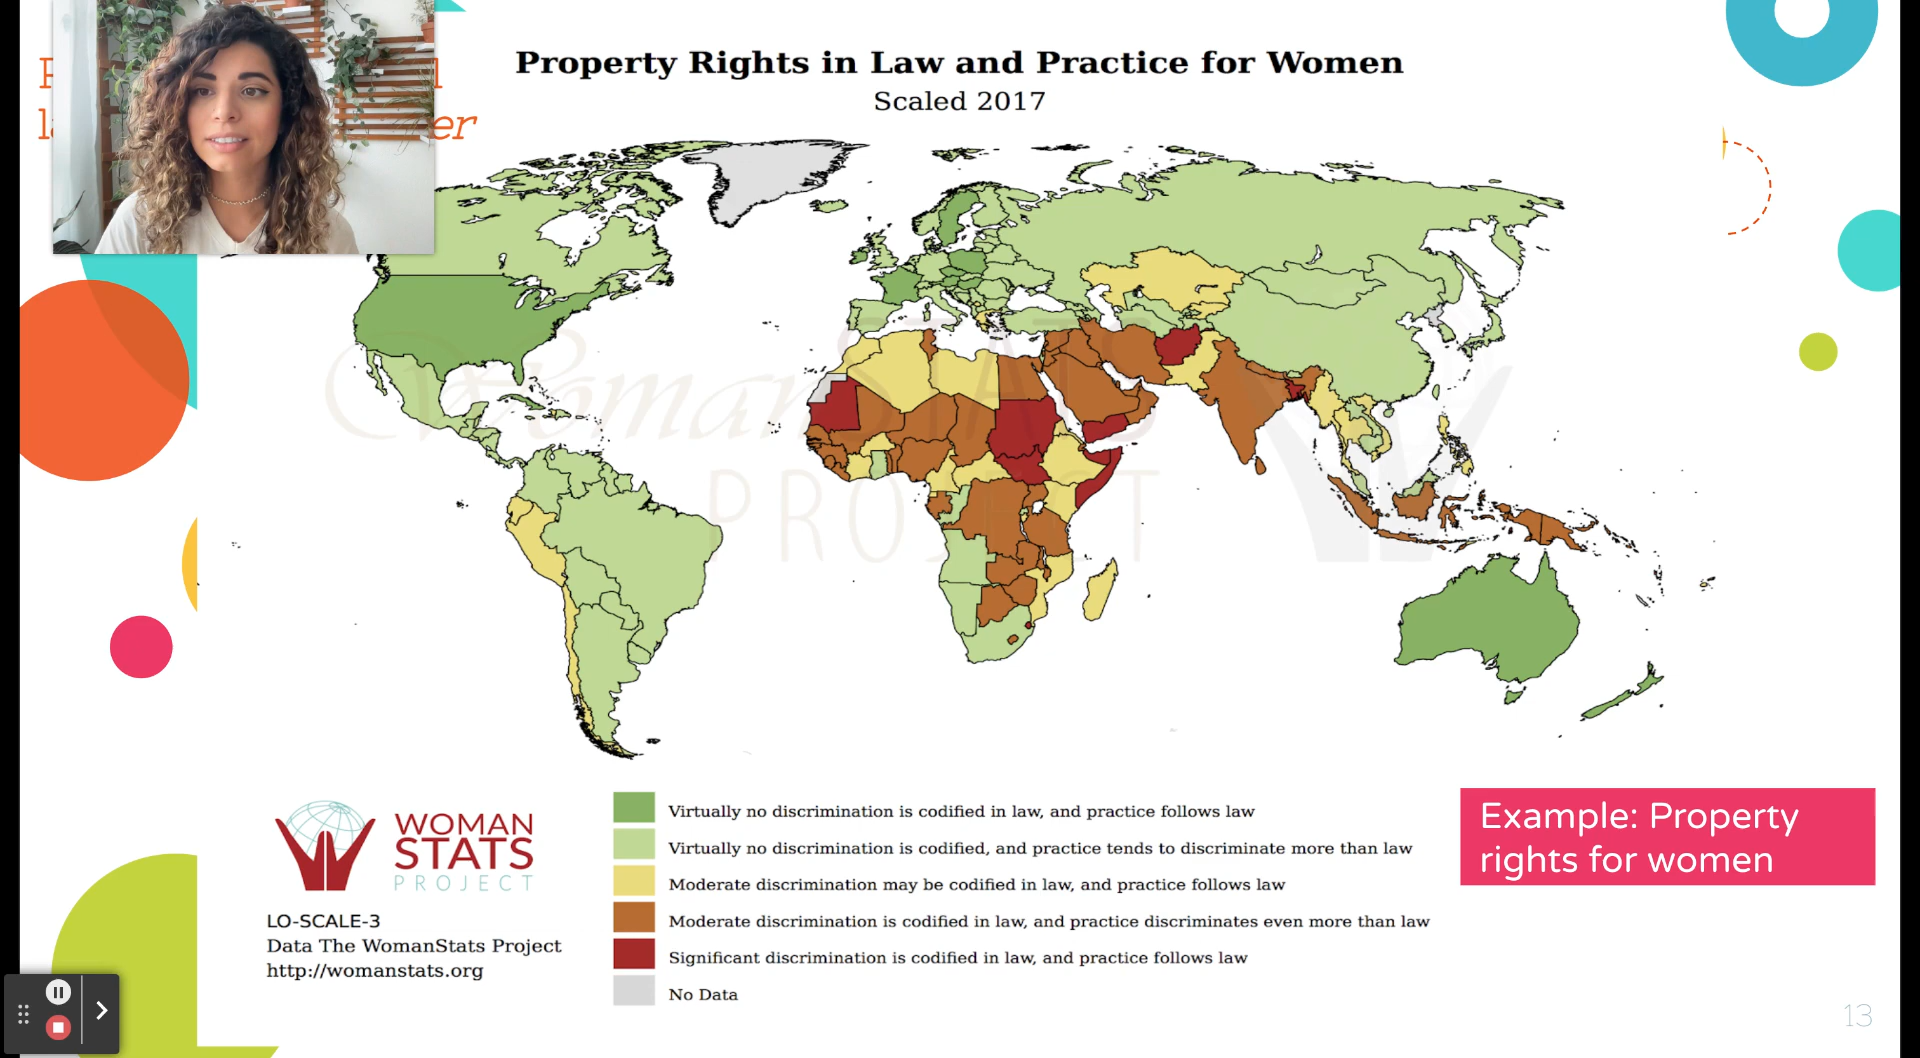 er
Property Rights in Law and Practice for Women
Scaled 2017
WomanSTATS
PROJECT
WOMAN
STATS
PROJECT
LO-SCALE-3
Data The WomanStats Project
http://womanstats.org
Virtually no discrimination is codified in law, and practice follows law
Virtually no discrimination is codified, and practice tends to discriminate more than law
Moderate discrimination may be codified in law, and practice follows law
Moderate discrimination is codified in law, and practice discriminates even more than law
Significant discrimination is codified in law, and practice follows law
No Data
Example: Property
rights for women
13